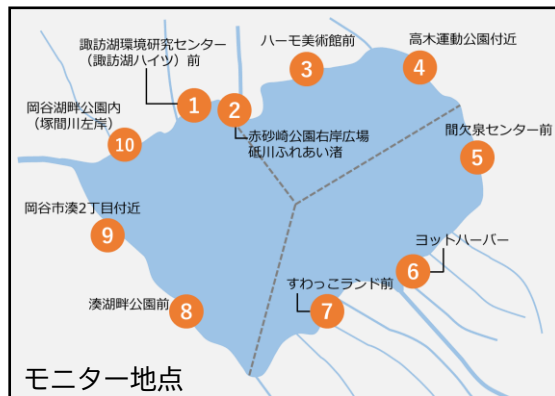 諏訪湖環境研究センター
（諏訪湖ハイツ）前
ハーモ美術館前
高木運動公園付近
3
4
1
2
岡谷湖畔公園内
（塚間川左岸）
赤砂崎公園右岸広場
砥川ふれあい渚
間欠泉センター前
10
5
岡谷市湊2丁目付近
9
ヨットハーバー
6
すわっこランド前
湊湖畔公園前
8
7
モニター地点